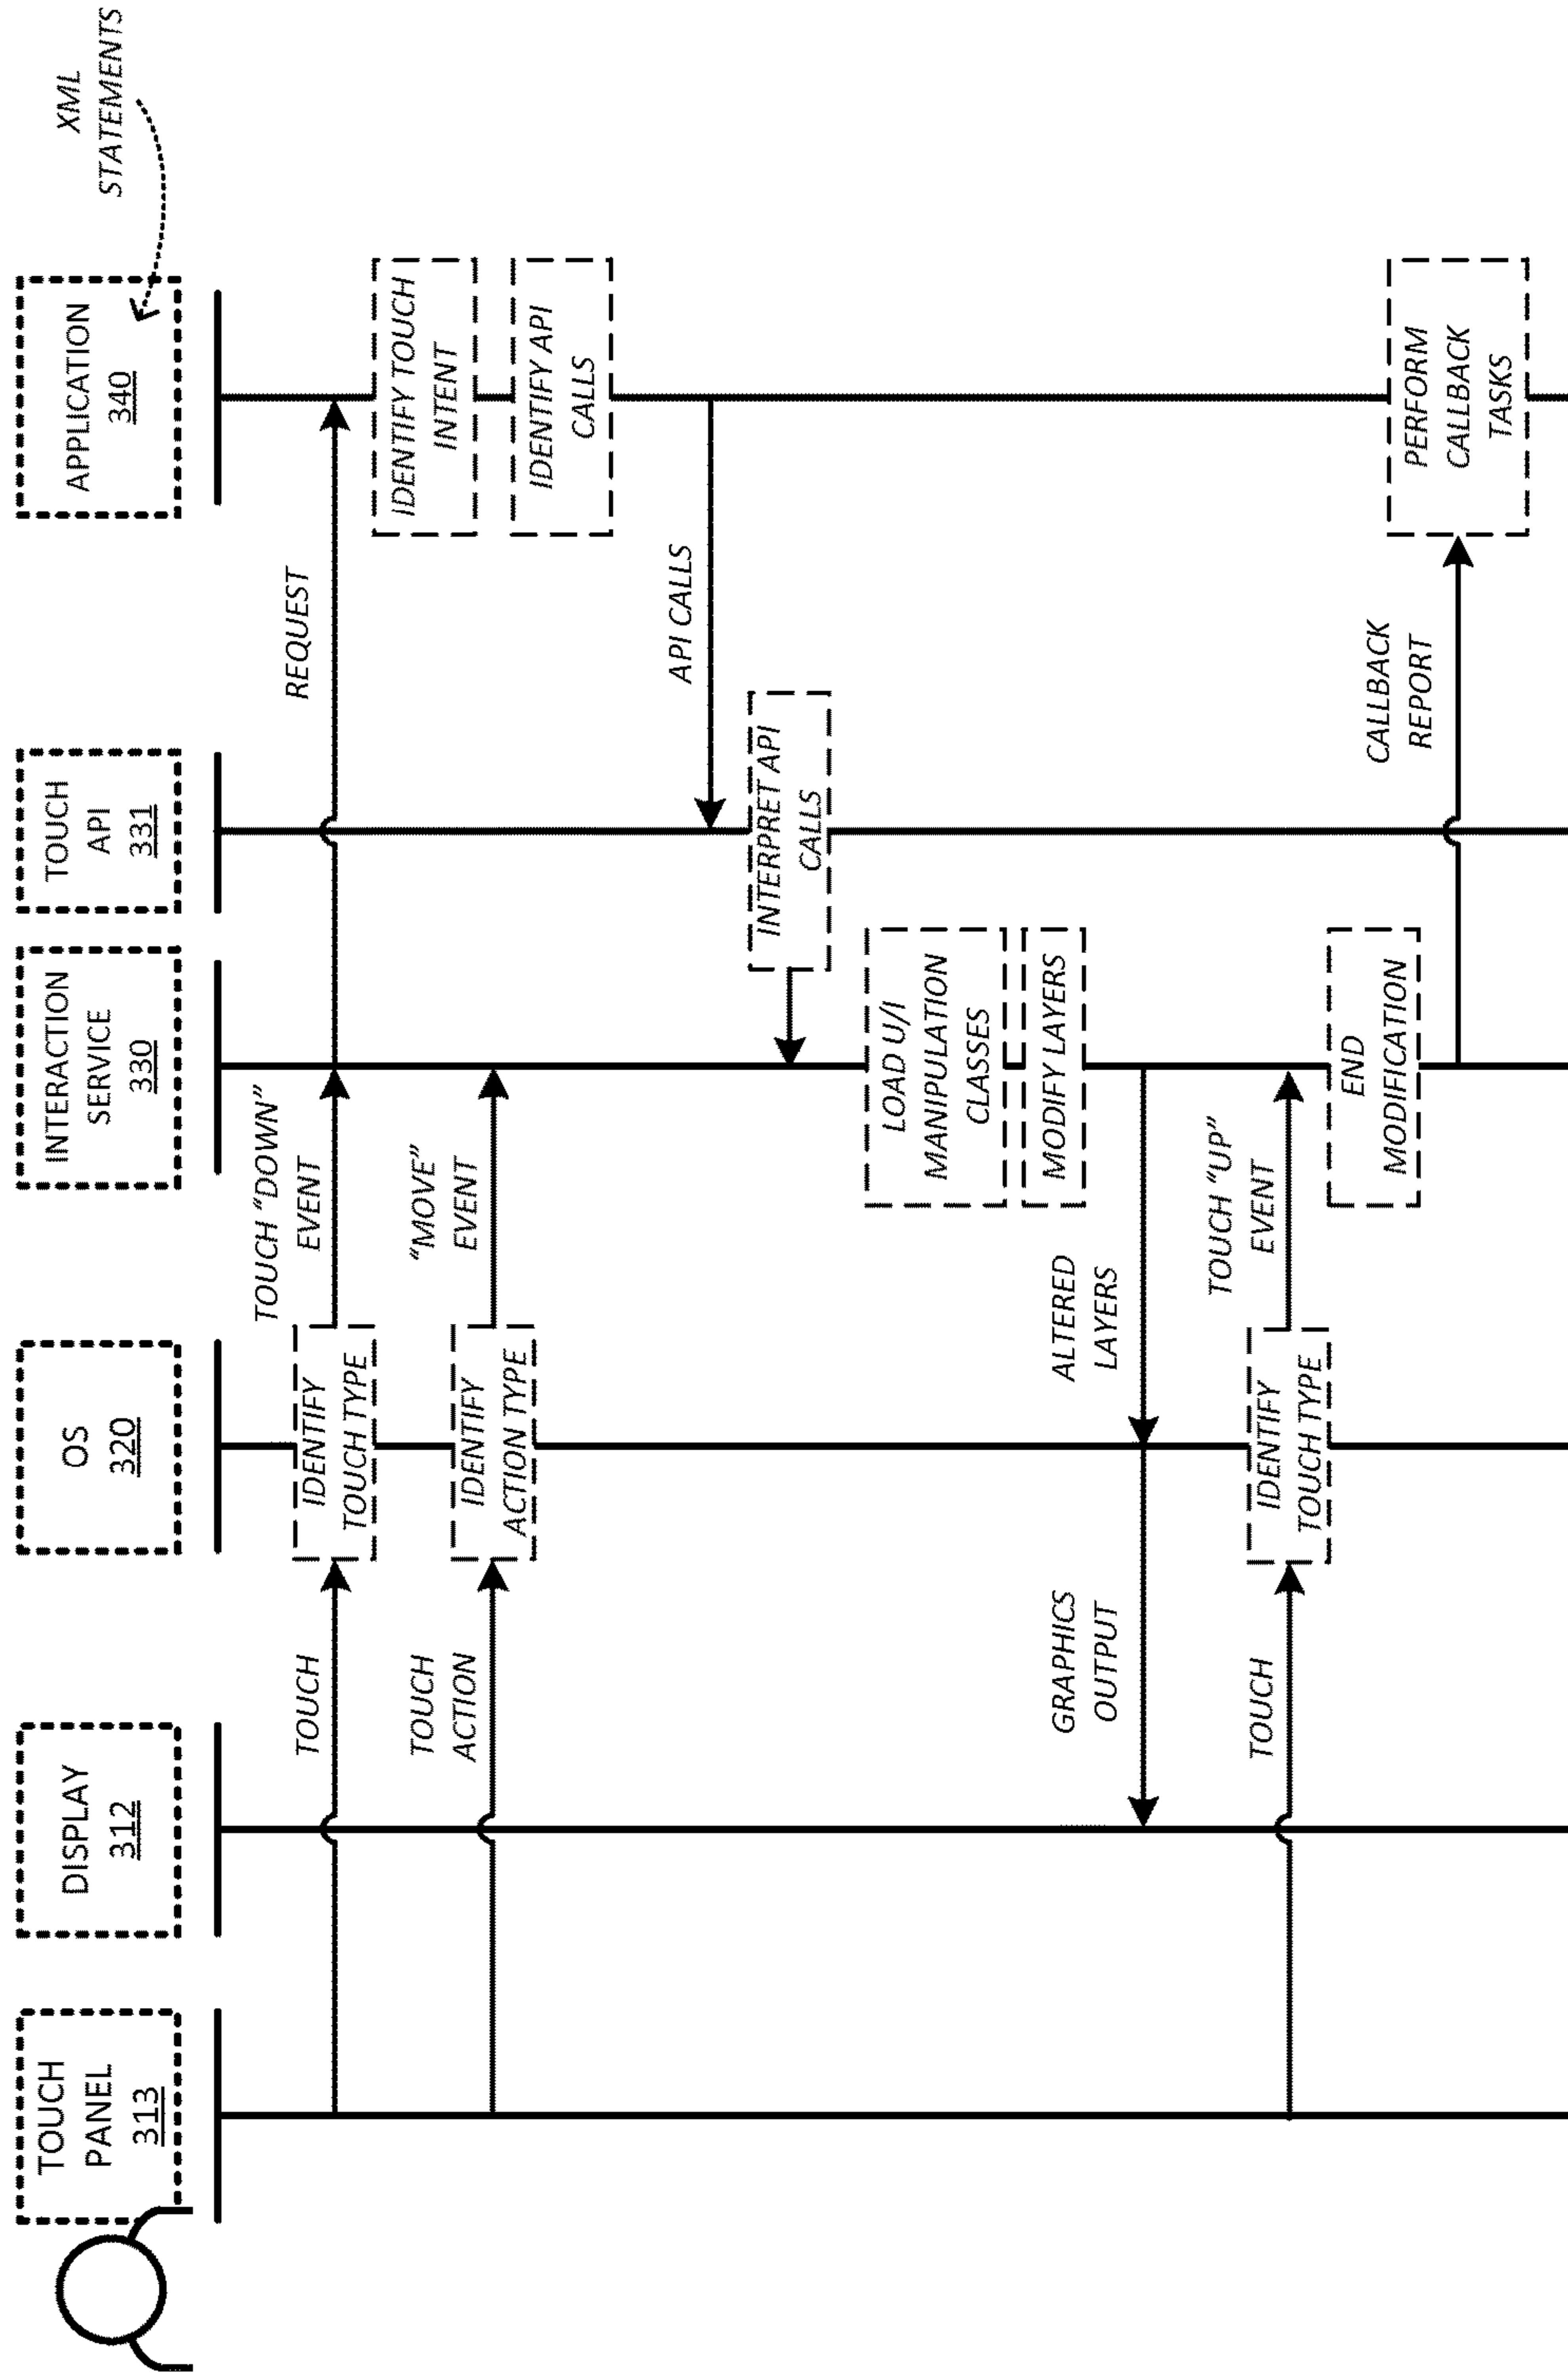 TOUCH
PANEL
313
DISPLAY
312
OS
320
INTERACTION
SERVICE
330
TOUCH
API
331
APPLICATION
340
XML
STATEMENTS
TOUCH
IDENTIFY
TOUCH TYPE
TOUCH “DOWN”
EVENT
REQUEST
IDENTIFY TOUCH
INTENT
TOUCH
ACTION
IDENTIFY
ACTION TYPE
“MOVE”
EVENT
IDENTIFY API
CALLS
API CALLS
INTERPRET API
CALLS
LOAD U/I
MANIPULATION
CLASSES
MODIFY LAYERS
ALTERED
LAYERS
GRAPHICS
OUTPUT
TOUCH
IDENTIFY
TOUCH TYPE
TOUCH “UP”
EVENT
END
MODIFICATION
CALLBACK
REPORT
PERFORM
CALLBACK
TASKS